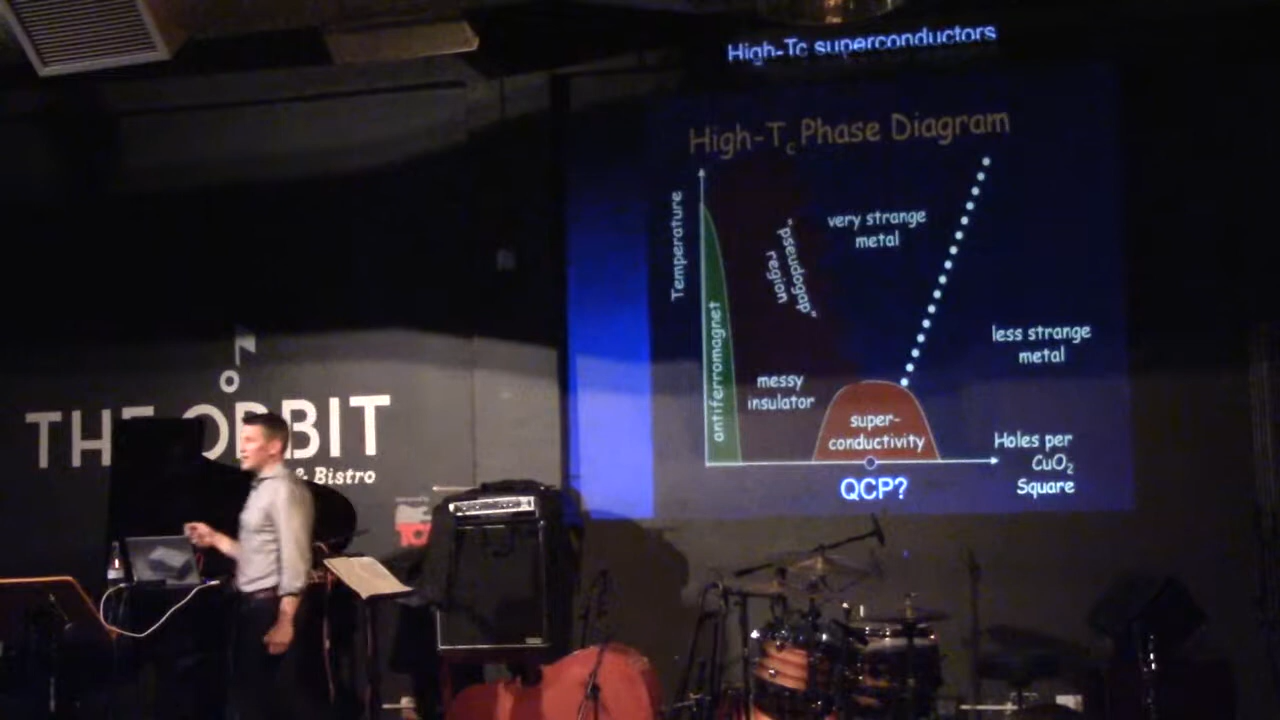 High-Tc superconductors
High-Tc Phase Diagram
Temperature
antiferromagnet
"pseudogap"
region
very strange
metal
less strange
metal
messy
insulator
super-
conductivity
Holes per
CuO2
Square
QCP?
THE ORBIT
& Bistro